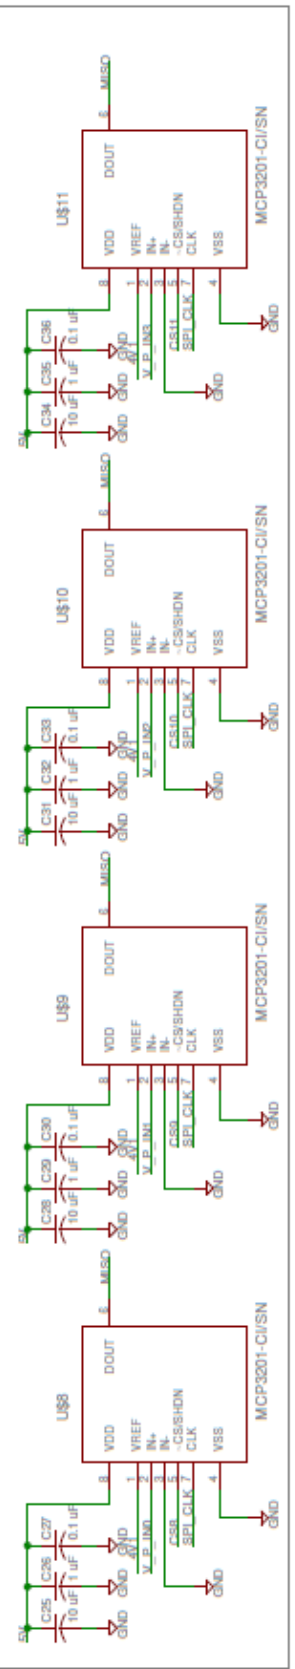 5V
C25 C26 C27
10 uF 1 uF 0.1 uF
GND GND GND
U$8
8 VDD DOUT 6 MISO
4V1 1 VREF
V_P_IN0 2 IN+
3 IN-
CS8 5 ~CS/SHDN
SPI_CLK 7 CLK
GND
4 VSS
MCP3201-CI/SN
GND
5V
C28 C29 C30
10 uF 1 uF 0.1 uF
GND GND GND
U$9
8 VDD DOUT 6 MISO
4V1 1 VREF
V_P_IN1 2 IN+
3 IN-
CS9 5 ~CS/SHDN
SPI_CLK 7 CLK
GND
4 VSS
MCP3201-CI/SN
GND
5V
C31 C32 C33
10 uF 1 uF 0.1 uF
GND GND GND
U$10
8 VDD DOUT 6 MISO
4V1 1 VREF
V_P_IN2 2 IN+
3 IN-
CS10 5 ~CS/SHDN
SPI_CLK 7 CLK
GND
4 VSS
MCP3201-CI/SN
GND
5V
C34 C35 C36
10 uF 1 uF 0.1 uF
GND GND GND
U$11
8 VDD DOUT 6 MISO
4V1 1 VREF
V_P_IN3 2 IN+
3 IN-
CS11 5 ~CS/SHDN
SPI_CLK 7 CLK
GND
4 VSS
MCP3201-CI/SN
GND